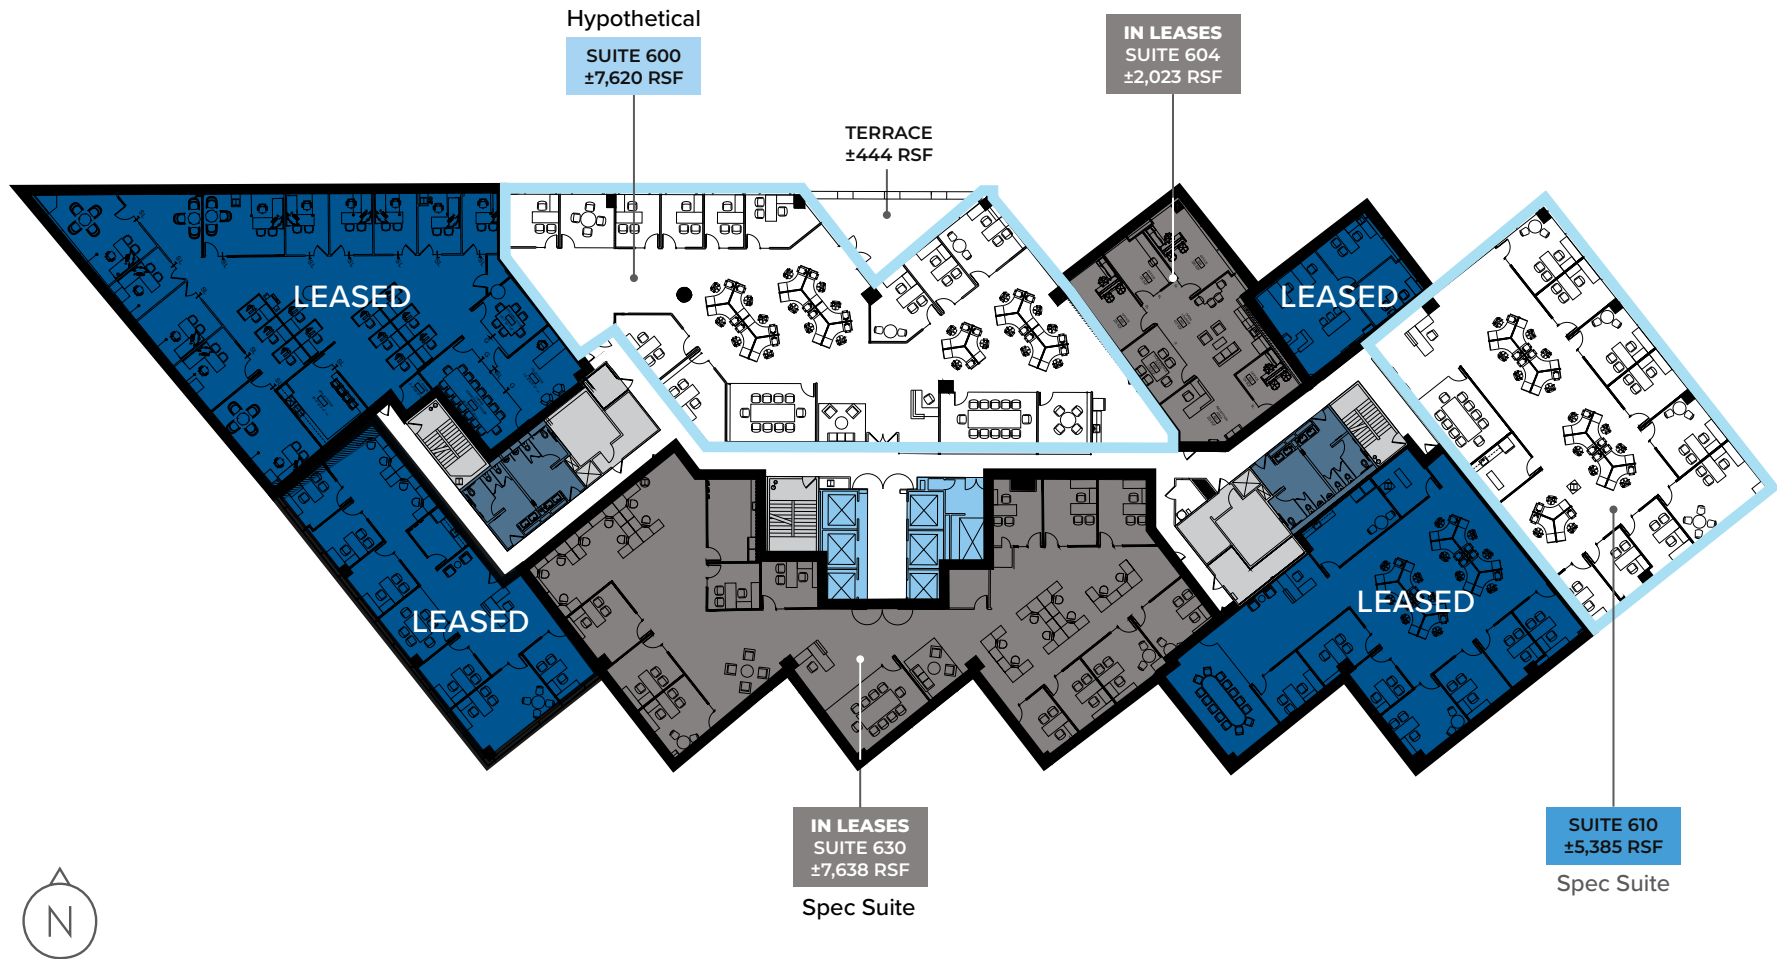 Hypothetical
SUITE 600
±7,620 RSF
IN LEASES
SUITE 604
±2,023 RSF
TERRACE
±444 RSF
LEASED
LEASED
LEASED
LEASED
IN LEASES
SUITE 630
±7,638 RSF
Spec Suite
SUITE 610
±5,385 RSF
Spec Suite
N